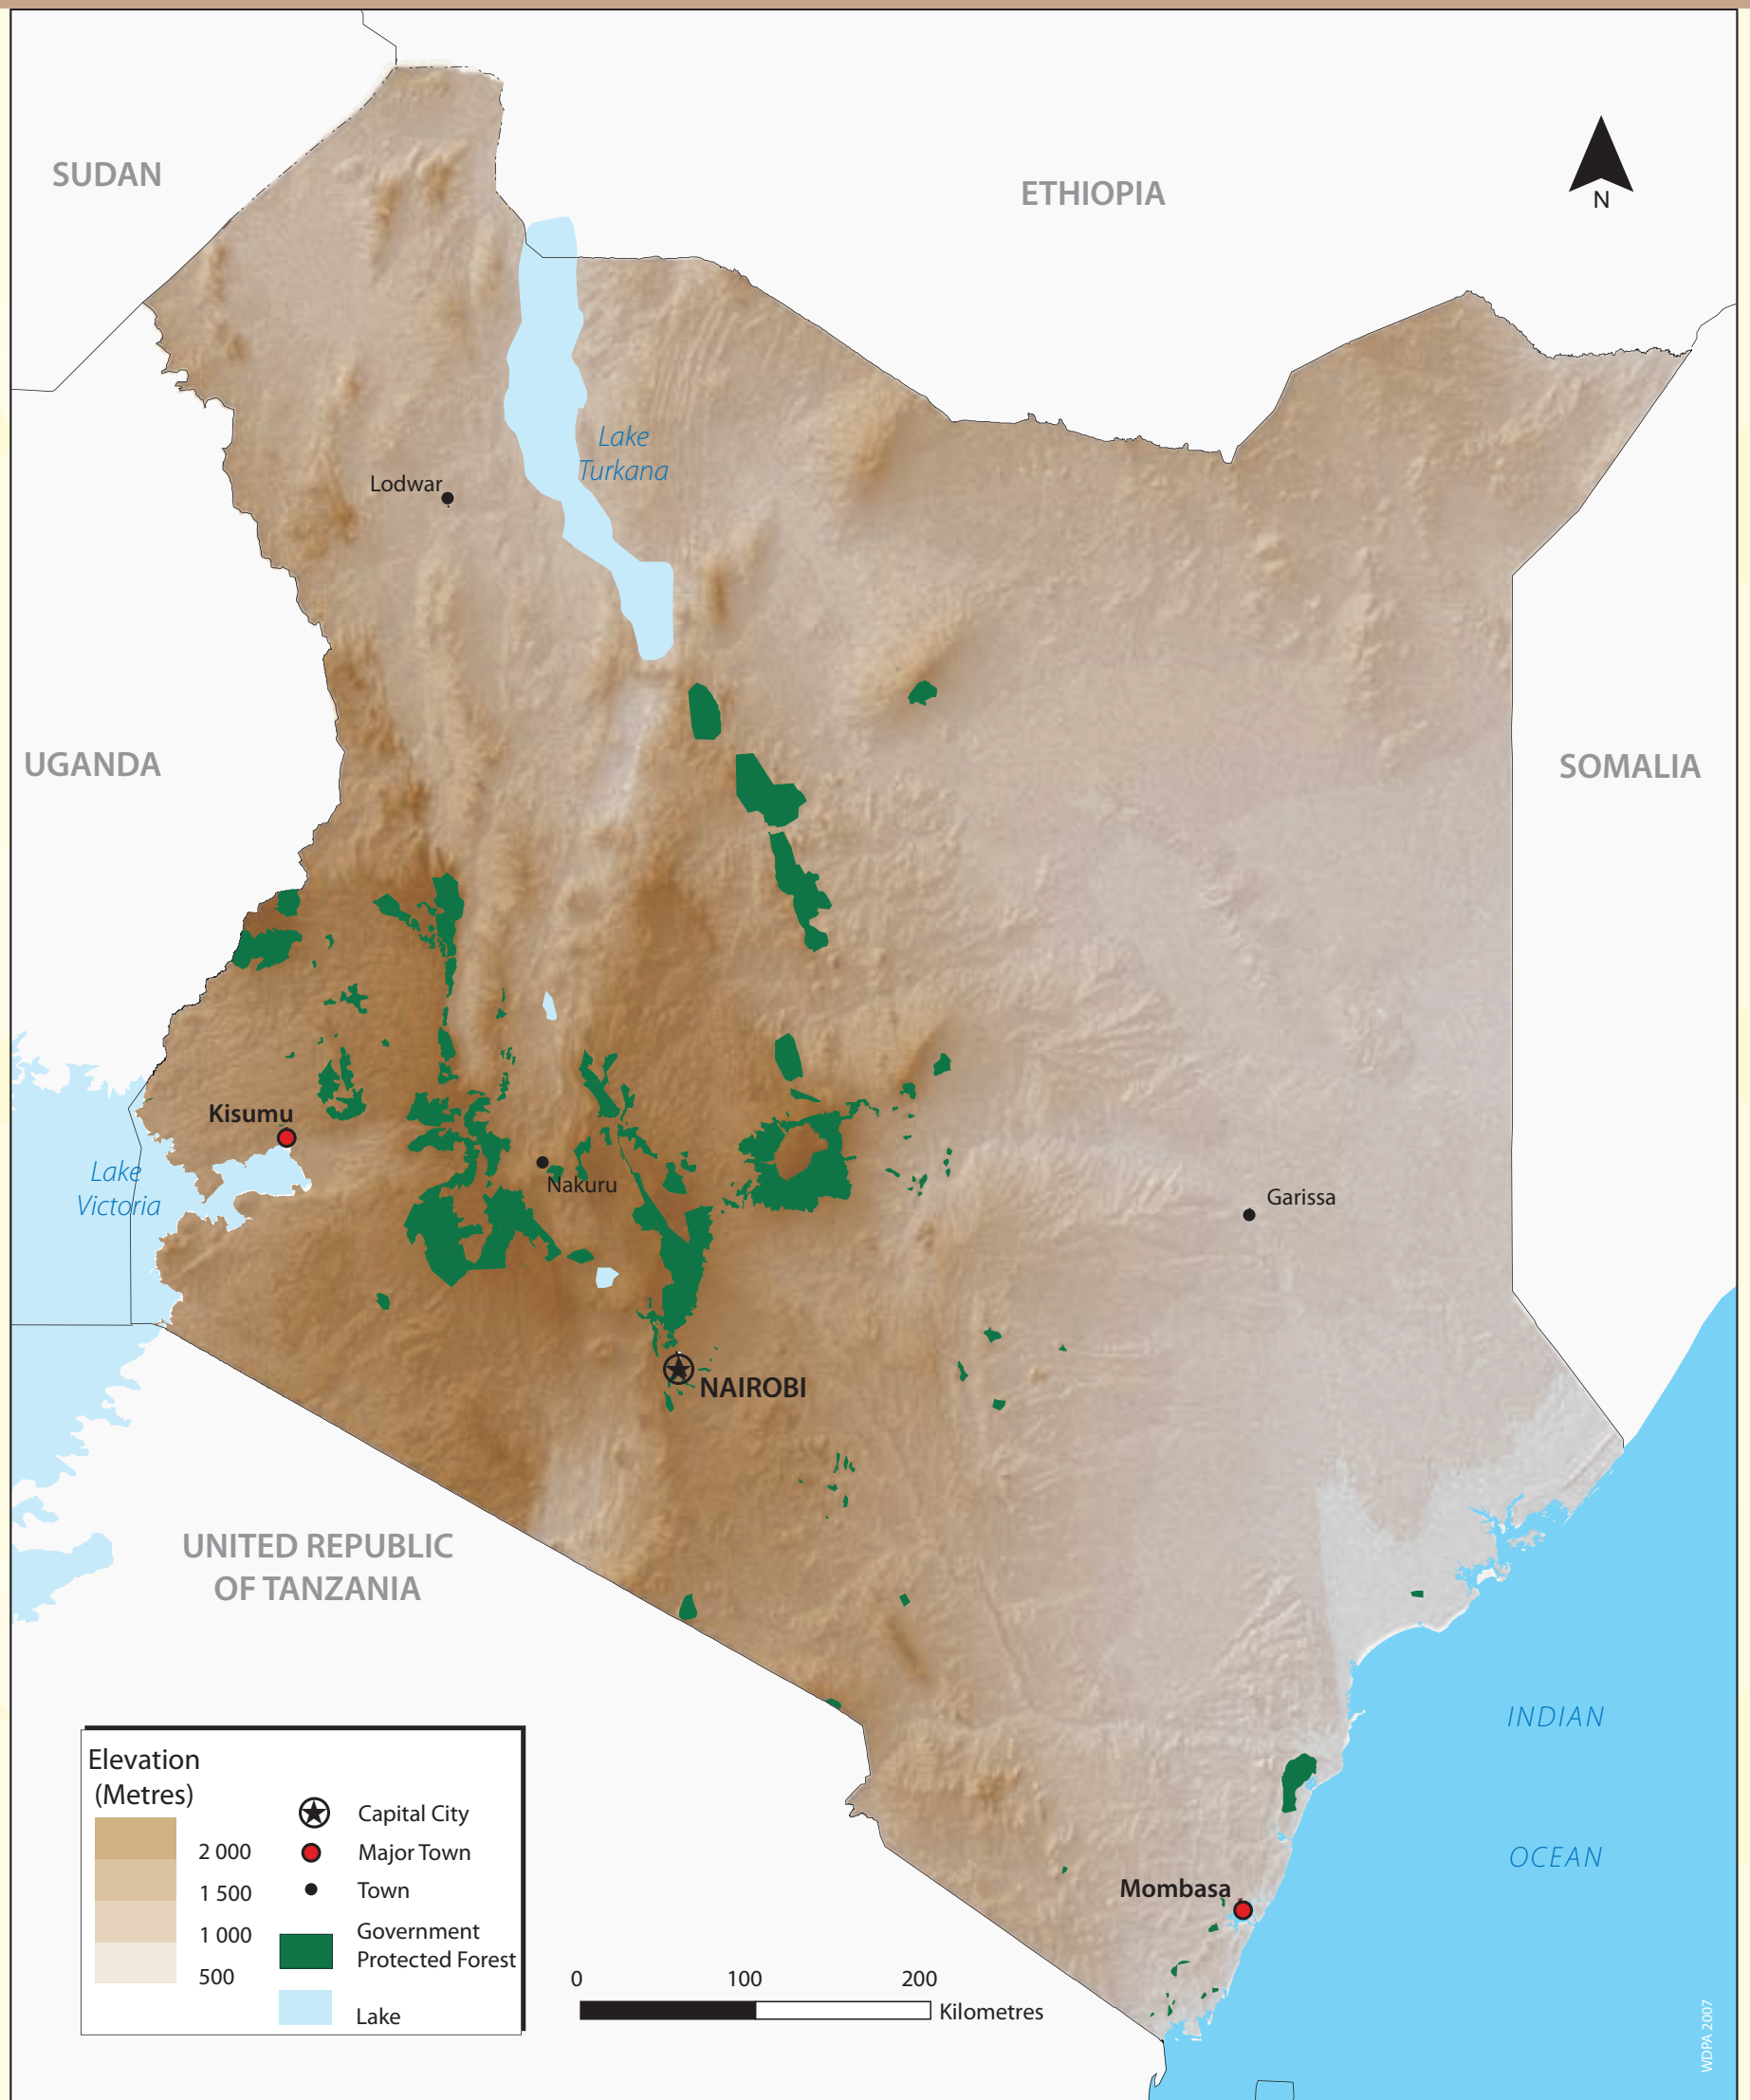 SUDAN
ETHIOPIA
N
Lake
Turkana
Lodwar
UGANDA
SOMALIA
Kisumu
Lake
Victoria
Nakuru
Garissa
NAIROBI
UNITED REPUBLIC
OF TANZANIA
INDIAN
OCEAN
Mombasa
Elevation
(Metres)
2 000
1 500
1 000
500
Capital City
Major Town
Town
Government
Protected Forest
Lake
0 100 200
Kilometres
WDPA 2007